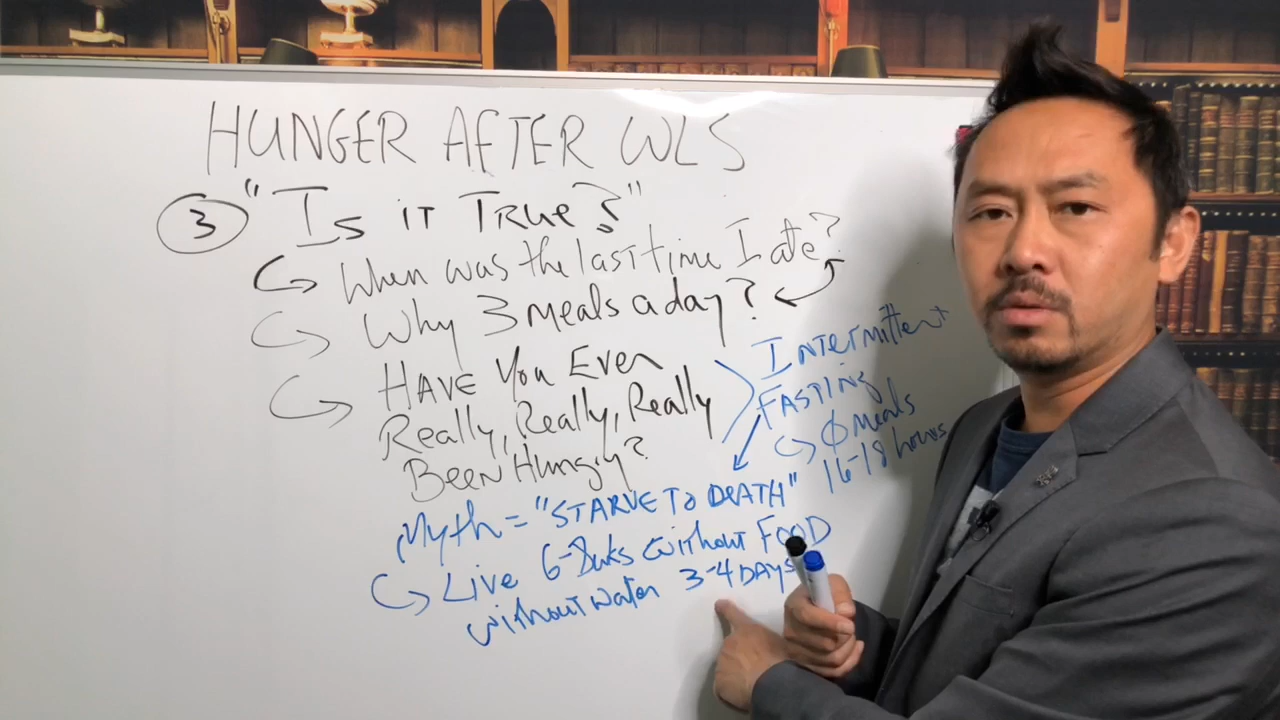 HUNGER AFTER WLS
3 "Is it True?"
When was the last time I ate?
Why 3 meals a day?
Have You Ever
Really, Really, Really
Been Hungry?
Intermittent
Fasting
Ø Meals
16-18 hours
Myth = "STARVE TO DEATH"
Live 6-8wks without FOOD
without water 3-4 DAYS